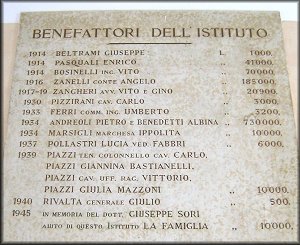 BENEFATTORI DELL'ISTITUTO
1914 BELTRAMI GIUSEPPE L. 1000.
1914 PASQUALI ENRICO „ 41000.
1914 BOSINELLI ING. VITO „ 70000.
1916 ZANELLI CONTE ANGELO „ 185000.
1917-19 ZANGHERI AVV. VITO E GINO „ 20900.
1930 PIZZIRANI CAV. CARLO „ 3000.
1933 FERRI COMM. ING. UMBERTO „ 3200.
1934 ANDREOLI PIETRO E BENEDETTI ALBINA „ 730000.
1934 MARSIGLI MARCHESA IPPOLITA „ 10000.
1937 POLLASTRI LUCIA VED. FABBRI „ 6000.
1939 PIAZZI TEN. COLONELLO CAV. CARLO,
PIAZZI GIANNINA BASTIANELLI,
PIAZZI CAV. UFF. RAG. VITTORIO,
PIAZZI GIULIA MAZZONI „ 10000.
1940 RIVALTA GENERALE GIULIO „ 500.
1945 IN MEMORIA DEL DOTT. GIUSEPPE SORI
AIUTO DI QUESTO ISTITUTO LA FAMIGLIA „ 10000.